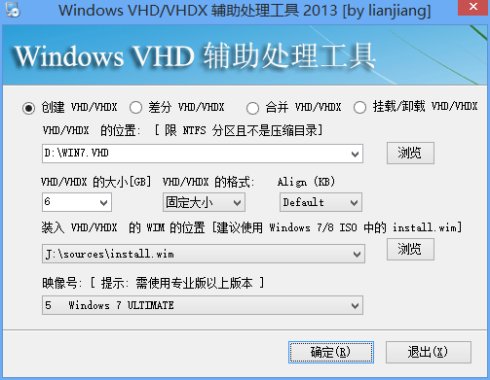 Windows VHD/VHDX 辅助处理工具 2013 [by lianjiang]
Windows VHD 辅助处理工具
创建 VHD/VHDX 差分 VHD/VHDX 合并 VHD/VHDX 挂载/卸载 VHD/VHDX
VHD/VHDX 的位置: [ 限 NTFS 分区且不是压缩目录]
D:\WIN7.VHD 浏览
VHD/VHDX 的大小[GB] VHD/VHDX 的格式: Align (KB)
6 固定大小 Default
装入 VHD/VHDX 的 WIM 的位置 [建议使用 Windows 7/8 ISO 中的 install.wim]
J:\sources\install.wim 浏览
映像号: [ 提示: 需使用专业版以上版本 ]
5 Windows 7 ULTIMATE
确定(R) 退出(X)